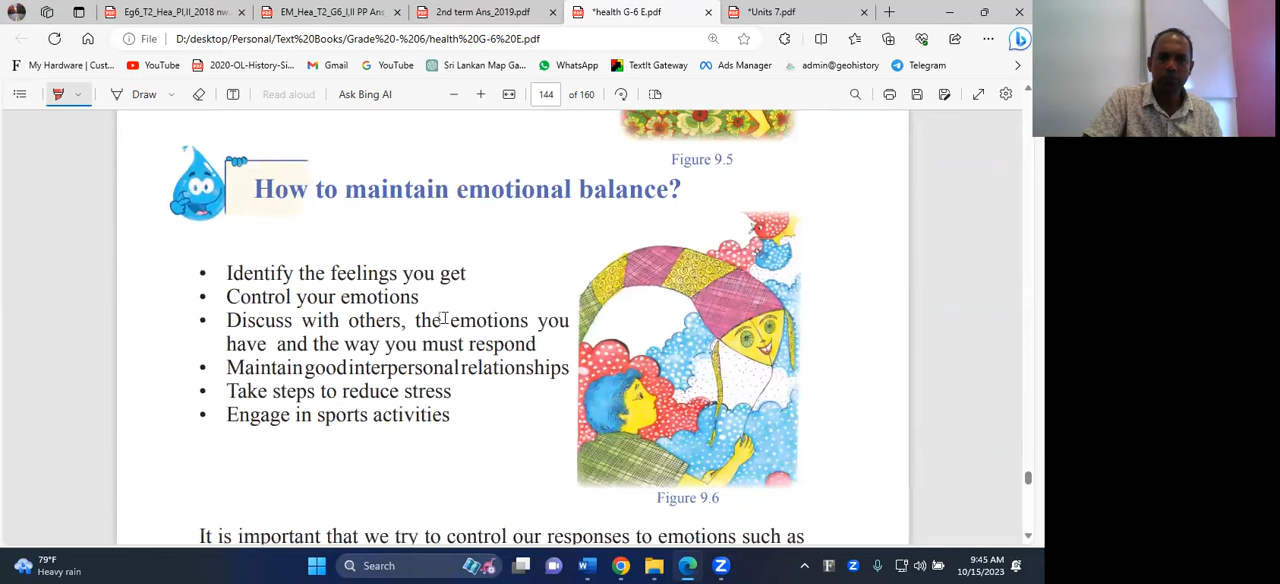 Eg6_T2_Hea_PI,II_2018 nw.
EM_Hea_T2_G6_I,II PP Ans
2nd term Ans_2019.pdf
*health G-6 E.pdf
*Units 7.pdf
File
D:/desktop/Personal/Text%20Books/Grade%20-%206/health%20G-6%20E.pdf
My Hardware | Cust...
YouTube
2020-OL-History-Si...
Gmail
YouTube
Sri Lankan Map Ga...
WhatsApp
TextIt Gateway
Ads Manager
admin@geohistory
Telegram
Draw
Read aloud
Ask Bing AI
144
of 160
Figure 9.5
How to maintain emotional balance?
• Identify the feelings you get
• Control your emotions
• Discuss with others, the emotions you
have and the way you must respond
• Maintain good interpersonal relationships
• Take steps to reduce stress
• Engage in sports activities
Figure 9.6
It is important that we try to control our responses to emotions such as
79°F
Heavy rain
Search
9:45 AM
10/15/2023